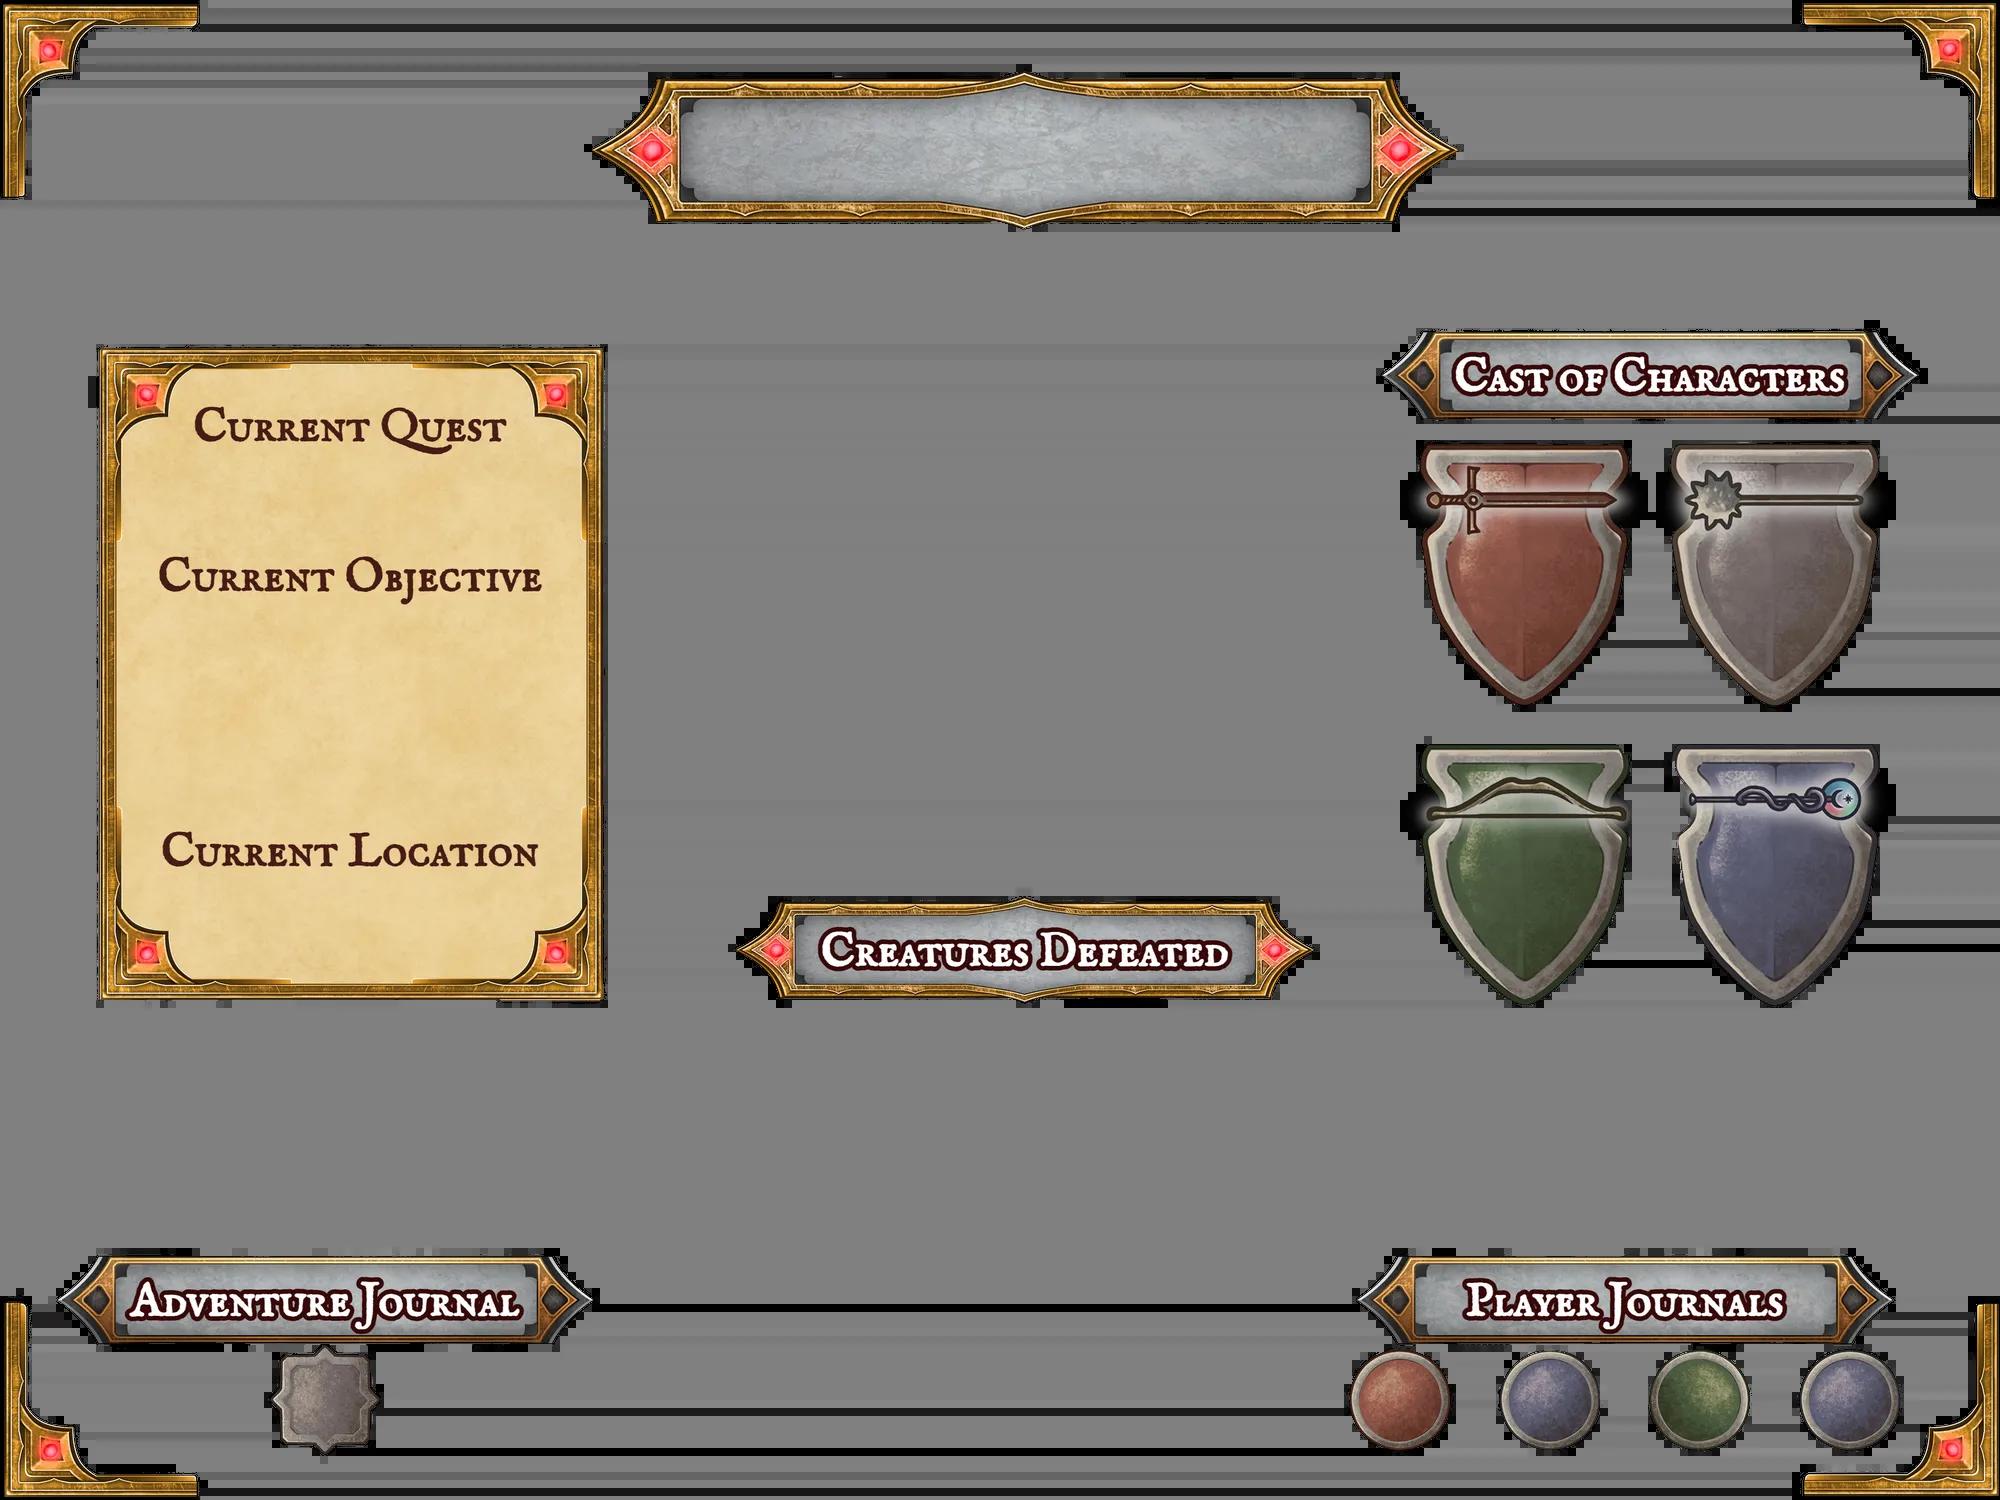 Current Quest
Current Objective
Current Location
Cast of Characters
Creatures Defeated
Adventure Journal
Player Journals